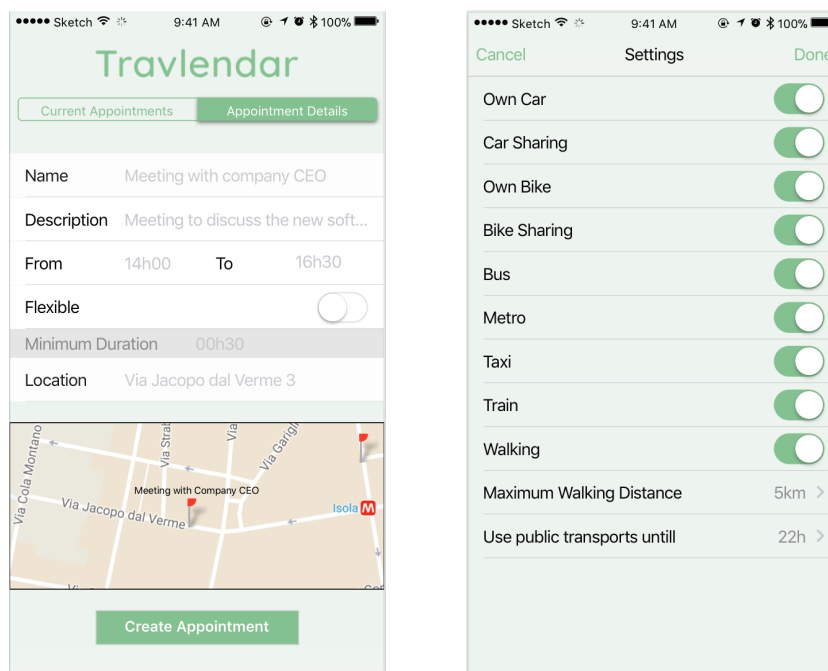 Sketch 9:41 AM 100%
Travlendar
Current Appointments Appointment Details
Name Meeting with company CEO
Description Meeting to discuss the new soft...
From 14h00 To 16h30
Flexible
Minimum Duration 00h30
Location Via Jacopo dal Verme 3
Via Cola Montano
Via Strab
Via
Via Garigli
Meeting with Company CEO
Via Jacopo dal Verme
Isola M
Create Appointment
Sketch 9:41 AM 100%
Cancel Settings Done
Own Car
Car Sharing
Own Bike
Bike Sharing
Bus
Metro
Taxi
Train
Walking
Maximum Walking Distance 5km >
Use public transports untill 22h >